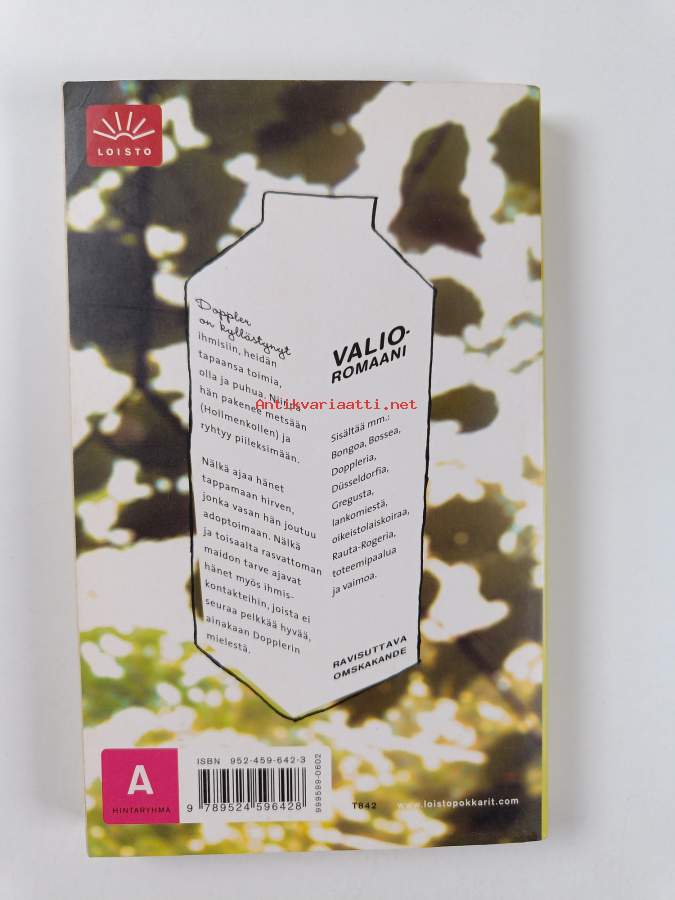 LOISTO
Doppler
on kyllästynyt
ihmisiin, heidän
tapaansa toimia,
olla ja puhua. Niinpä
hän pakenee metsään
(Hollmenkollen) ja
ryhtyy piileksimään.
Nälkä ajaa hänet
tappamaan hirven,
jonka vasan hän joutuu
adoptoimaan. Nälkä
ja toisaalta rasvattoman
maidon tarve ajavat
hänet myös ihmis-
kontakteihin, joista ei
seuraa pelkkää hyvää,
ainakaan Dopplerin
mielestä.
VALIO-
ROMAANI
Sisältää mm.:
Bongoa, Bossea,
Doppleria,
Düsseldorfia,
Gregusta,
lankomiestä,
oikeistolaiskoiraa,
Rauta-Rogeria,
toteemipaalua
ja vaimoa.
RAVISUTTAVA
OMSKAKANDE
Antikvariaatti.net
A
HINTARYHMÄ
ISBN 952-459-642-3
9 789524 596428
999599-0602
T842
www.loistopokkarit.com